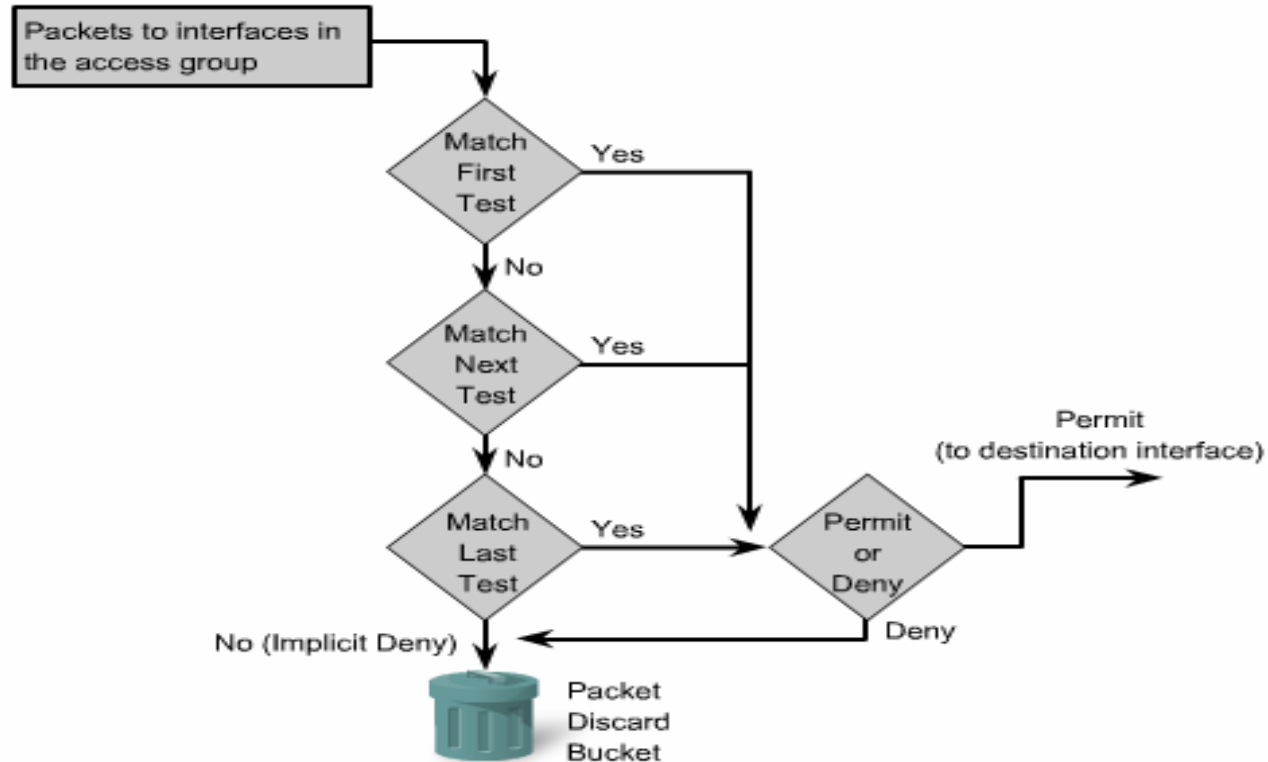 Packets to interfaces in
the access group
Match
First
Test
Yes
No
Match
Next
Test
Yes
No
Match
Last
Test
Yes
Permit
or
Deny
Permit
(to destination interface)
Deny
No (Implicit Deny)
Packet
Discard
Bucket